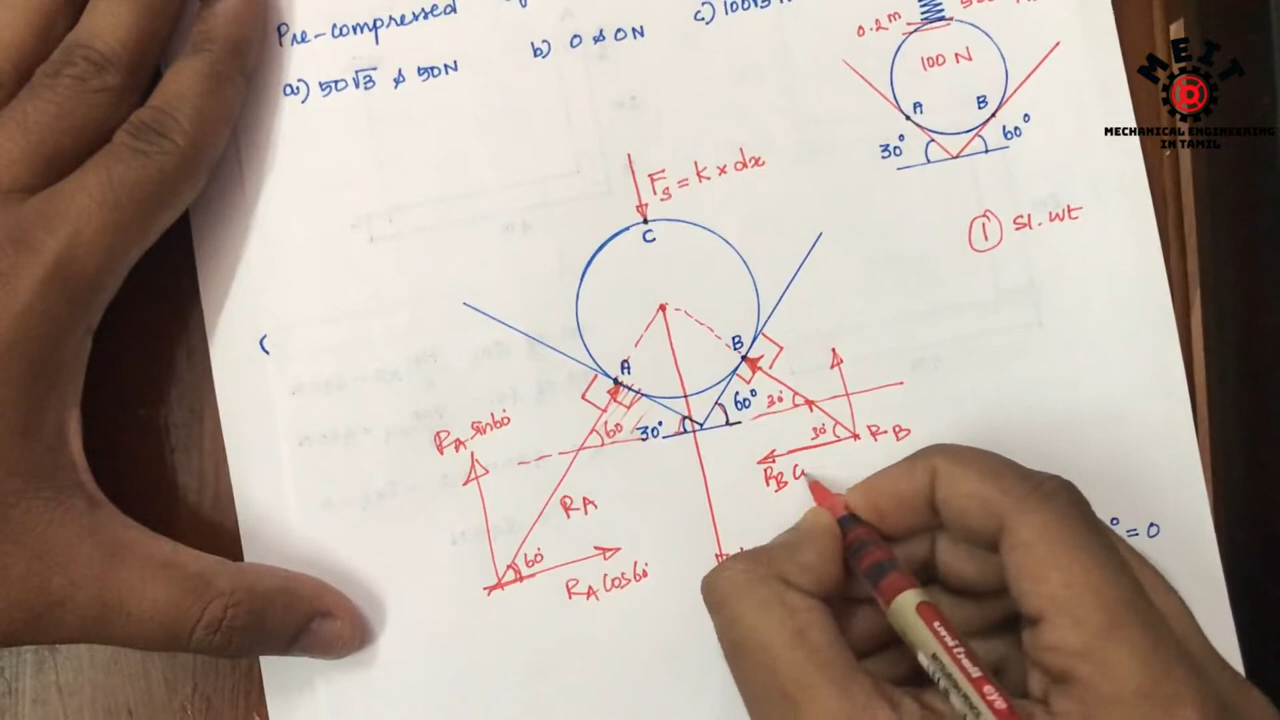 Pre-compressed
c) 100√3
a) 50√3 & 50N
b) 0 & 0N
0.2m
100 N
A
B
30°
60°
MEIT
MECHANICAL ENGINEERING
IN TAMIL
Fs = k × dx
C
① Sl. wt
A
B
60°
30°
60
30°
30°
RB
RA sin60°
RB C
RA
60°
RA cos60°
° = 0